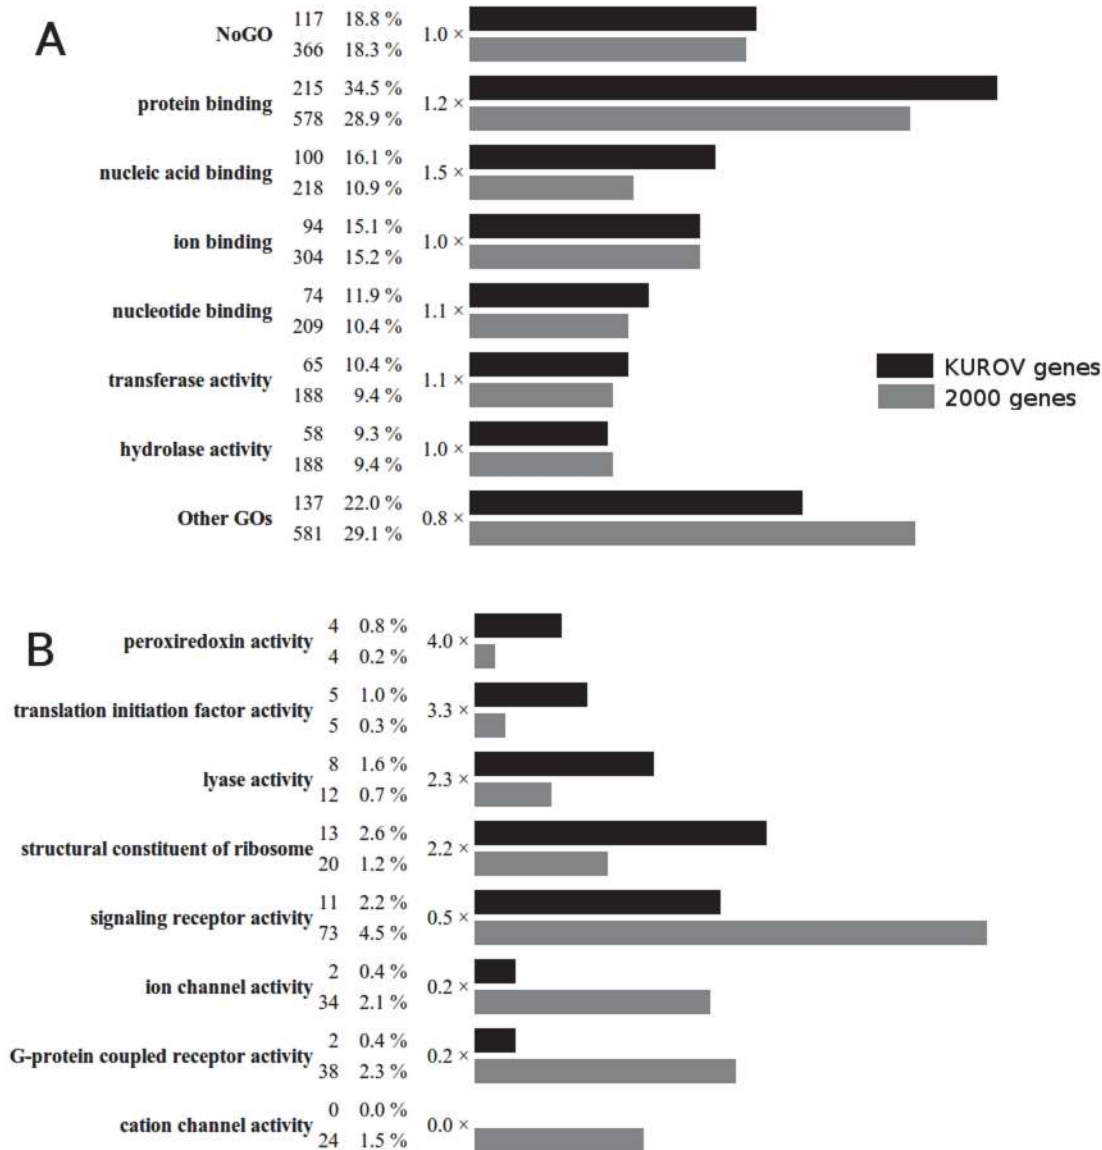 A
NoGO
117 18.8 %
366 18.3 %
1.0 ×
protein binding
215 34.5 %
578 28.9 %
1.2 ×
nucleic acid binding
100 16.1 %
218 10.9 %
1.5 ×
ion binding
94 15.1 %
304 15.2 %
1.0 ×
nucleotide binding
74 11.9 %
209 10.4 %
1.1 ×
transferase activity
65 10.4 %
188 9.4 %
1.1 ×
hydrolase activity
58 9.3 %
188 9.4 %
1.0 ×
Other GOs
137 22.0 %
581 29.1 %
0.8 ×
KUROV genes
2000 genes
B
peroxiredoxin activity
4 0.8 %
4 0.2 %
4.0 ×
translation initiation factor activity
5 1.0 %
5 0.3 %
3.3 ×
lyase activity
8 1.6 %
12 0.7 %
2.3 ×
structural constituent of ribosome
13 2.6 %
20 1.2 %
2.2 ×
signaling receptor activity
11 2.2 %
73 4.5 %
0.5 ×
ion channel activity
2 0.4 %
34 2.1 %
0.2 ×
G-protein coupled receptor activity
2 0.4 %
38 2.3 %
0.2 ×
cation channel activity
0 0.0 %
24 1.5 %
0.0 ×